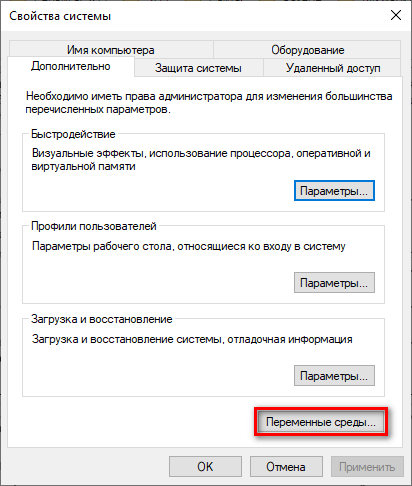 Свойства системы
Имя компьютера
Оборудование
Дополнительно
Защита системы
Удаленный доступ
Необходимо иметь права администратора для изменения большинства
перечисленных параметров.
Быстродействие
Визуальные эффекты, использование процессора, оперативной и
виртуальной памяти
Параметры...
Профили пользователей
Параметры рабочего стола, относящиеся ко входу в систему
Параметры...
Загрузка и восстановление
Загрузка и восстановление системы, отладочная информация
Параметры...
Переменные среды...
OK
Отмена
Применить